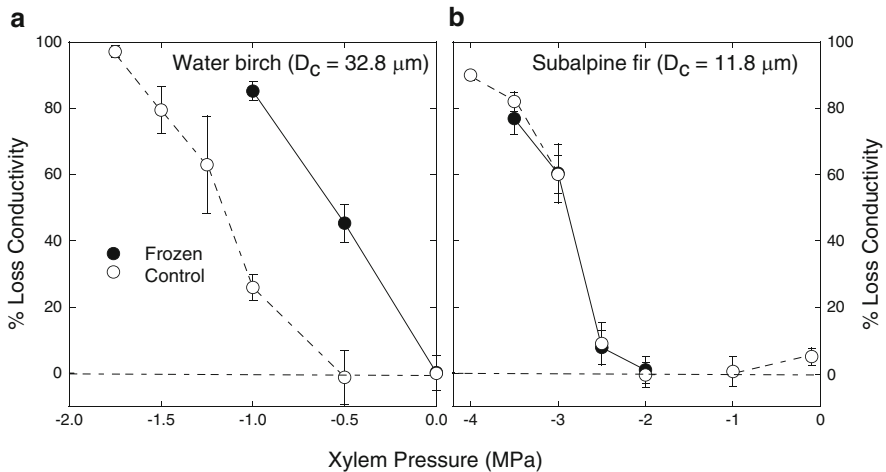 a
b
Water birch (D_C = 32.8 μm)
Subalpine fir (D_C = 11.8 μm)
% Loss Conductivity
% Loss Conductivity
100
80
60
40
20
0
100
80
60
40
20
0
Frozen
Control
-2.0
-1.5
-1.0
-0.5
0.0
-4
-3
-2
-1
0
Xylem Pressure (MPa)